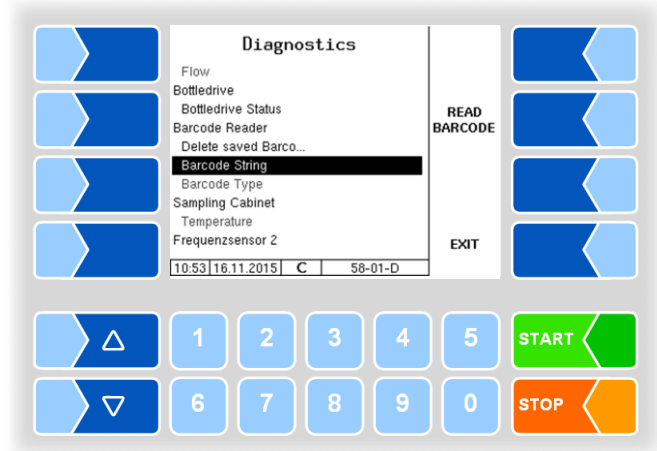 Diagnostics
Flow
Bottledrive
Bottledrive Status
Barcode Reader
Delete saved Barco...
Barcode String
Barcode Type
Sampling Cabinet
Temperature
Frequenzsensor 2
10:53 16.11.2015 C 58-01-D
READ
BARCODE
EXIT
1 2 3 4 5 START
6 7 8 9 0 STOP